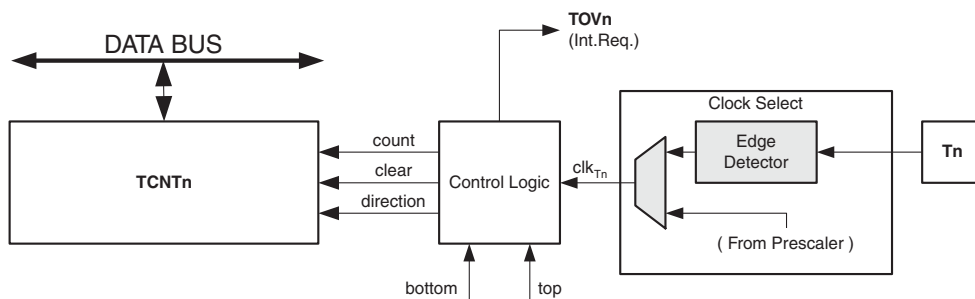 TOVn
(Int.Req.)
DATA BUS
Clock Select
count
Edge
Detector
Tn
TCNTn
clear
Control Logic
clkTn
direction
( From Prescaler )
bottom
top